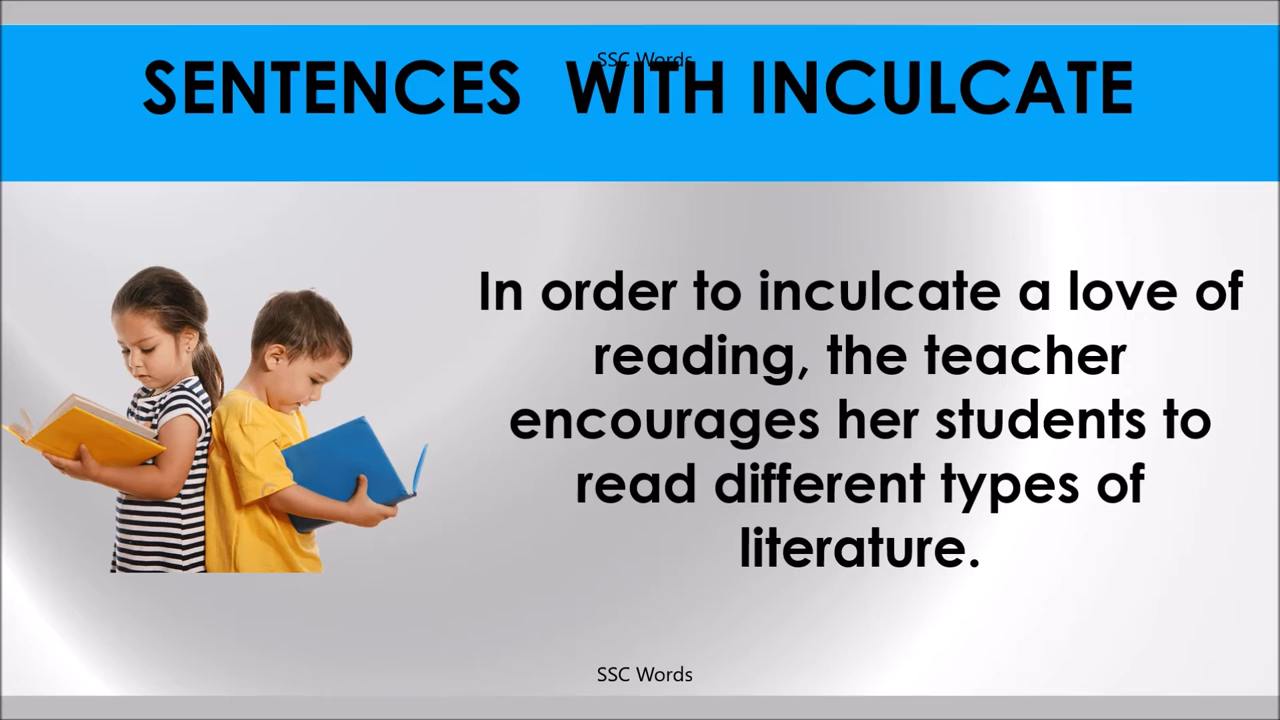 SSC Words
SENTENCES WITH INCULCATE
In order to inculcate a love of
reading, the teacher
encourages her students to
read different types of
literature.
SSC Words